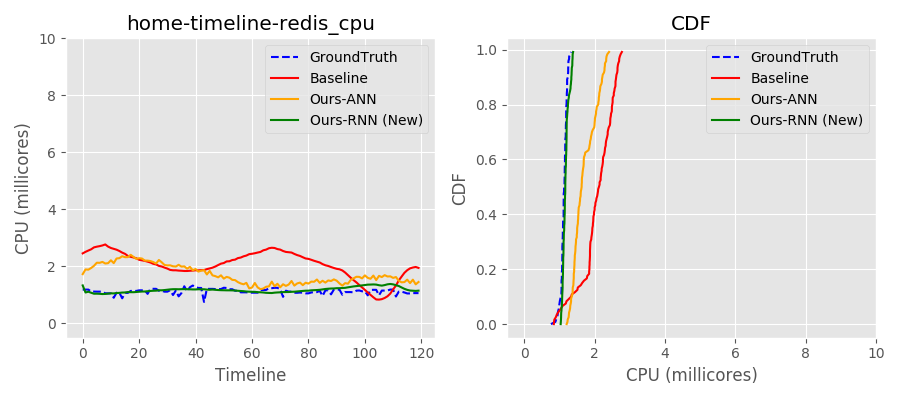 home-timeline-redis_cpu
CPU (millicores)
10
8
6
4
2
0
0 20 40 60 80 100 120
Timeline
GroundTruth
Baseline
Ours-ANN
Ours-RNN (New)
CDF
CDF
1.0
0.8
0.6
0.4
0.2
0.0
0 2 4 6 8 10
CPU (millicores)
GroundTruth
Baseline
Ours-ANN
Ours-RNN (New)